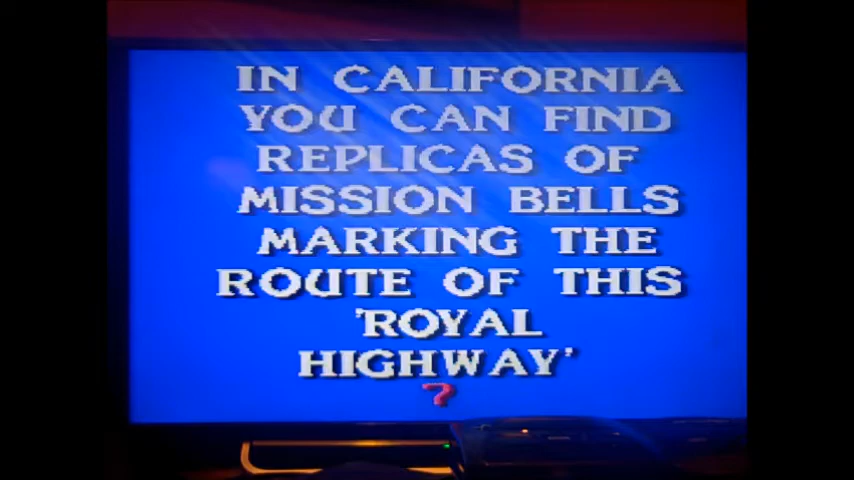 IN CALIFORNIA
YOU CAN FIND
REPLICAS OF
MISSION BELLS
MARKING THE
ROUTE OF THIS
'ROYAL
HIGHWAY'
?